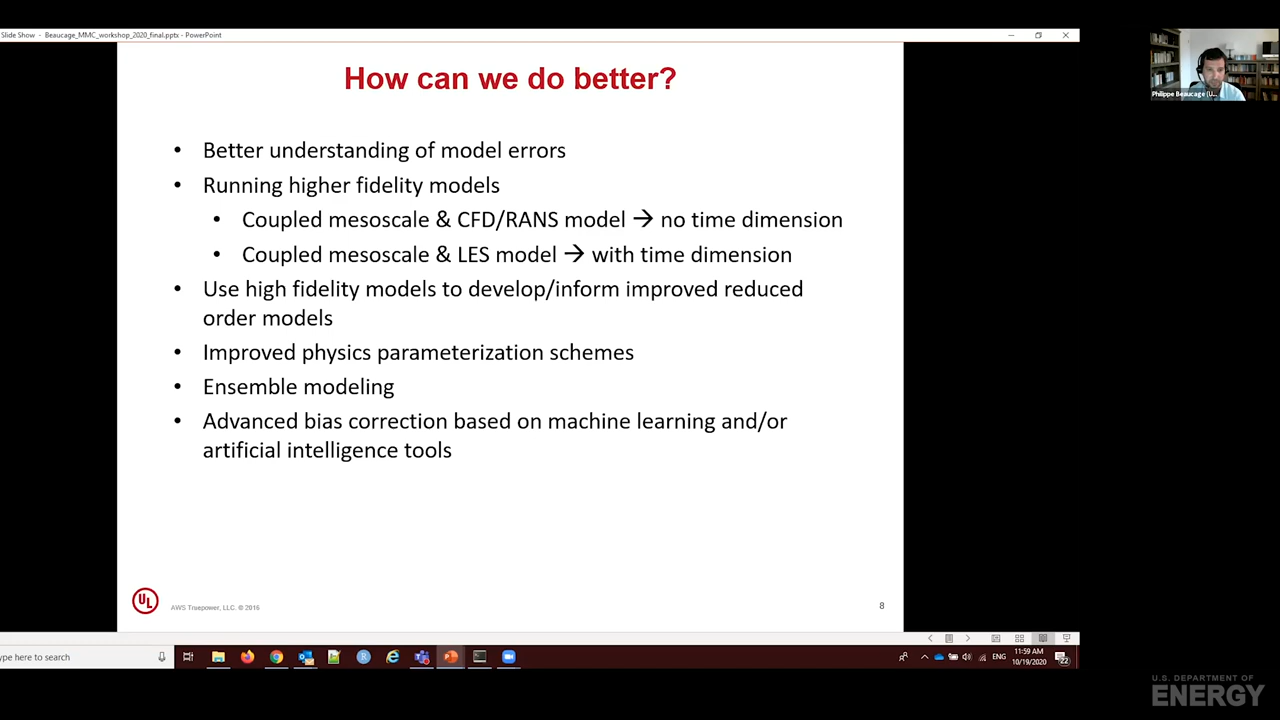 Slide Show - Beaucage_MMC_workshop_2020_final.pptx - PowerPoint
How can we do better?
• Better understanding of model errors
• Running higher fidelity models
• Coupled mesoscale & CFD/RANS model → no time dimension
• Coupled mesoscale & LES model → with time dimension
• Use high fidelity models to develop/inform improved reduced
order models
• Improved physics parameterization schemes
• Ensemble modeling
• Advanced bias correction based on machine learning and/or
artificial intelligence tools
UL
AWS Truepower, LLC. © 2016
8
Philippe Beaucage (U...
ype here to search
ENG
11:59 AM
10/19/2020
22
U.S. DEPARTMENT OF
ENERGY